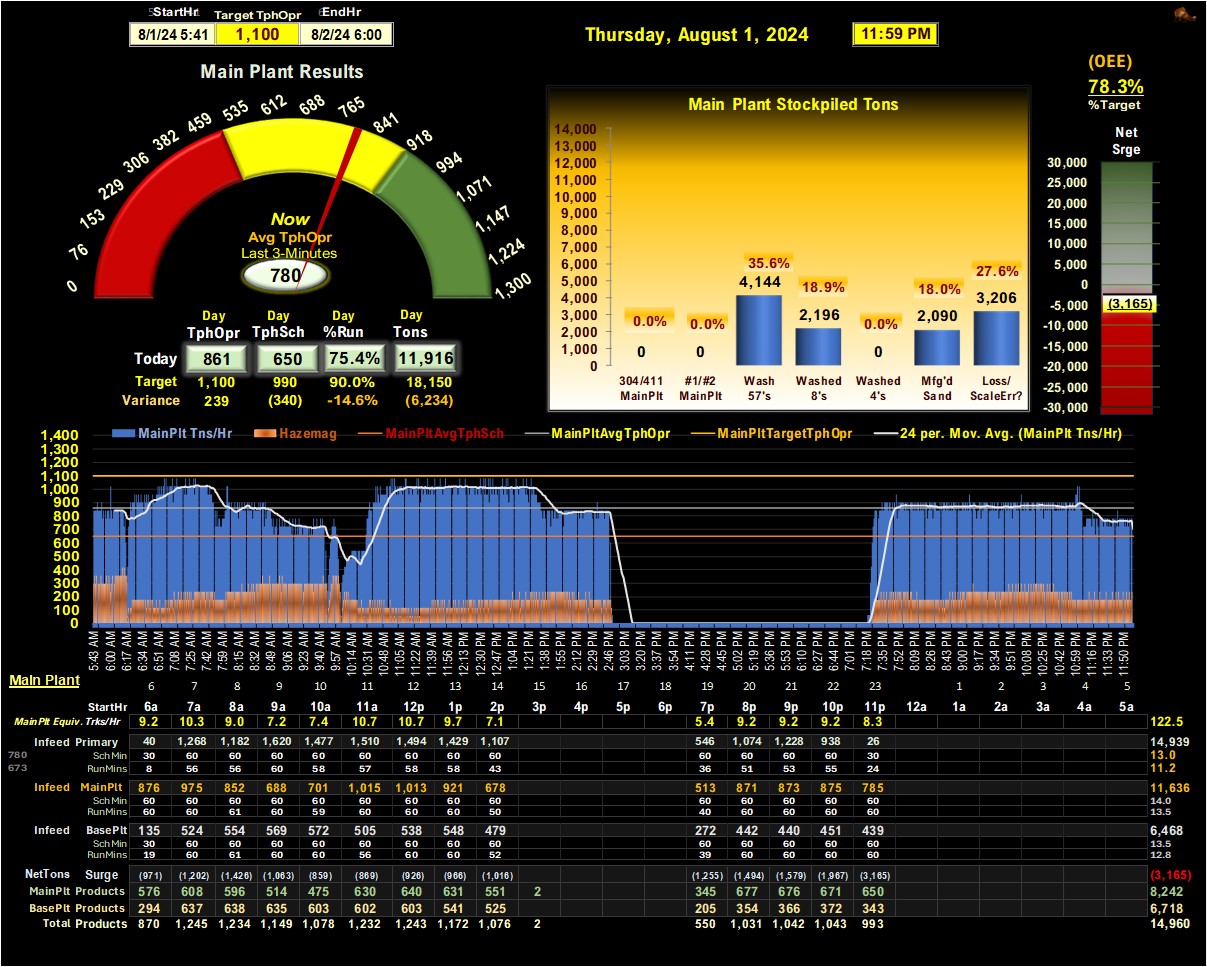 StartHr Target TphOpr EndHr
8/1/24 5:41 1,100 8/2/24 6:00
Thursday, August 1, 2024 11:59 PM
(OEE)
78.3%
%Target
Net
Srge
30,000
25,000
20,000
15,000
10,000
5,000
0
-5,000
-10,000
-15,000
-20,000
-25,000
-30,000
(3,165)
Main Plant Results
0 76 153 229 306 382 459 535 612 688 765 841 918 994 1,071 1,147 1,224 1,300
Now
Avg TphOpr
Last 3-Minutes
780
Day Day Day Day
TphOpr TphSch %Run Tons
Today 861 650 75.4% 11,916
Target 1,100 990 90.0% 18,150
Variance 239 (340) -14.6% (6,234)
Main Plant Stockpiled Tons
14,000
13,000
12,000
11,000
10,000
9,000
8,000
7,000
6,000
5,000
4,000
3,000
2,000
1,000
0
0.0% 0.0% 35.6% 18.9% 0.0% 18.0% 27.6%
0 0 4,144 2,196 0 2,090 3,206
304/411 #1/#2 Wash Washed Washed Mfg'd Loss/
MainPlt MainPlt 57's 8's 4's Sand ScaleErr?
MainPlt Tns/Hr Hazemag MainPltAvgTphSch MainPltAvgTphOpr MainPltTargetTphOpr 24 per. Mov. Avg. (MainPlt Tns/Hr)
1,400
1,300
1,200
1,100
1,000
900
800
700
600
500
400
300
200
100
0
5:43 AM 6:00 AM 6:17 AM 6:34 AM 6:51 AM 7:08 AM 7:25 AM 7:42 AM 7:59 AM 8:15 AM 8:32 AM 8:49 AM 9:06 AM 9:23 AM 9:40 AM 9:57 AM 10:14 AM 10:31 AM 10:48 AM 11:05 AM 11:22 AM 11:39 AM 11:56 AM 12:13 PM 12:30 PM 12:47 PM 1:04 PM 1:21 PM 1:38 PM 1:55 PM 2:12 PM 2:29 PM 2:46 PM 3:03 PM 3:20 PM 3:37 PM 3:54 PM 4:11 PM 4:28 PM 4:45 PM 5:02 PM 5:19 PM 5:36 PM 5:53 PM 6:10 PM 6:27 PM 6:44 PM 7:01 PM 7:18 PM 7:35 PM 7:52 PM 8:09 PM 8:26 PM 8:43 PM 9:00 PM 9:17 PM 9:34 PM 9:51 PM 10:08 PM 10:25 PM 10:42 PM 10:59 PM 11:16 PM 11:33 PM 11:50 PM
Main Plant
6 7 8 9 10 11 12 13 14 15 16 17 18 19 20 21 22 23 1 2 3 4 5
StartHr 6a 7a 8a 9a 10a 11a 12p 1p 2p 3p 4p 5p 6p 7p 8p 9p 10p 11p 12a 1a 2a 3a 4a 5a
MainPlt Equiv. Trks/Hr 9.2 10.3 9.0 7.2 7.4 10.7 10.7 9.7 7.1 5.4 9.2 9.2 9.2 8.3 122.5
Infeed Primary 40 1,268 1,182 1,620 1,477 1,510 1,494 1,429 1,107 546 1,074 1,228 938 26 14,939
780 SchMin 30 60 60 60 60 60 60 60 60 60 60 60 60 30 13.0
673 RunMins 8 56 56 60 58 57 58 58 43 36 51 53 55 24 11.2
Infeed MainPlt 876 975 852 688 701 1,015 1,013 921 678 513 871 873 875 785 11,636
SchMin 60 60 60 60 60 60 60 60 60 60 60 60 60 60 14.0
RunMins 60 60 61 60 59 60 60 60 50 40 60 60 60 60 13.5
Infeed BasePlt 135 524 554 569 572 505 538 548 479 272 442 440 451 439 6,468
SchMin 30 60 60 60 60 60 60 60 60 60 60 60 60 60 13.5
RunMins 19 60 61 60 60 56 60 60 52 39 60 60 60 60 12.8
NetTons Surge (971) (1,202) (1,426) (1,063) (859) (869) (926) (966) (1,016) (1,255) (1,494) (1,579) (1,967) (3,165) (3,165)
MainPlt Products 576 608 596 514 475 630 640 631 551 2 345 677 676 671 650 8,242
BasePlt Products 294 637 638 635 603 602 603 541 525 205 354 366 372 343 6,718
Total Products 870 1,245 1,234 1,149 1,078 1,232 1,243 1,172 1,076 2 550 1,031 1,042 1,043 993 14,960